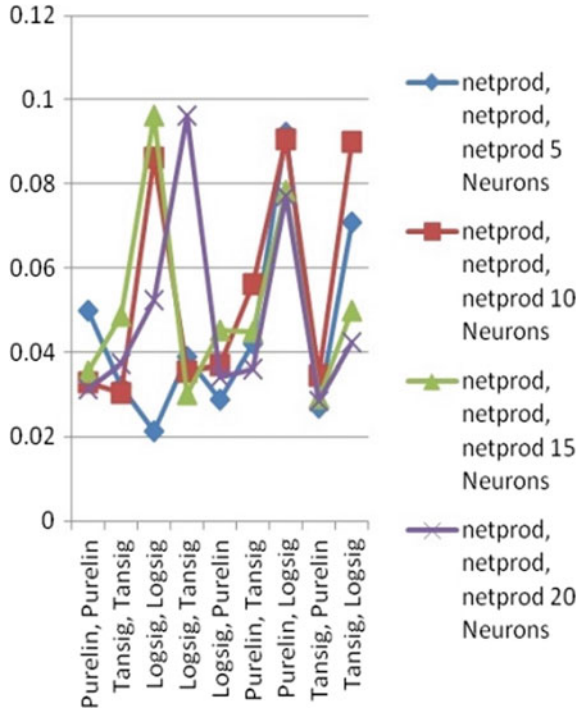 0.12
0.1
0.08
0.06
0.04
0.02
0
Purelin, Purelin
Tansig, Tansig
Logsig, Logsig
Logsig, Tansig
Logsig, Purelin
Purelin, Tansig
Purelin, Logsig
Tansig, Purelin
Tansig, Logsig
netprod,
netprod,
netprod 5
Neurons
netprod,
netprod,
netprod 10
Neurons
netprod,
netprod,
netprod 15
Neurons
netprod,
netprod,
netprod 20
Neurons